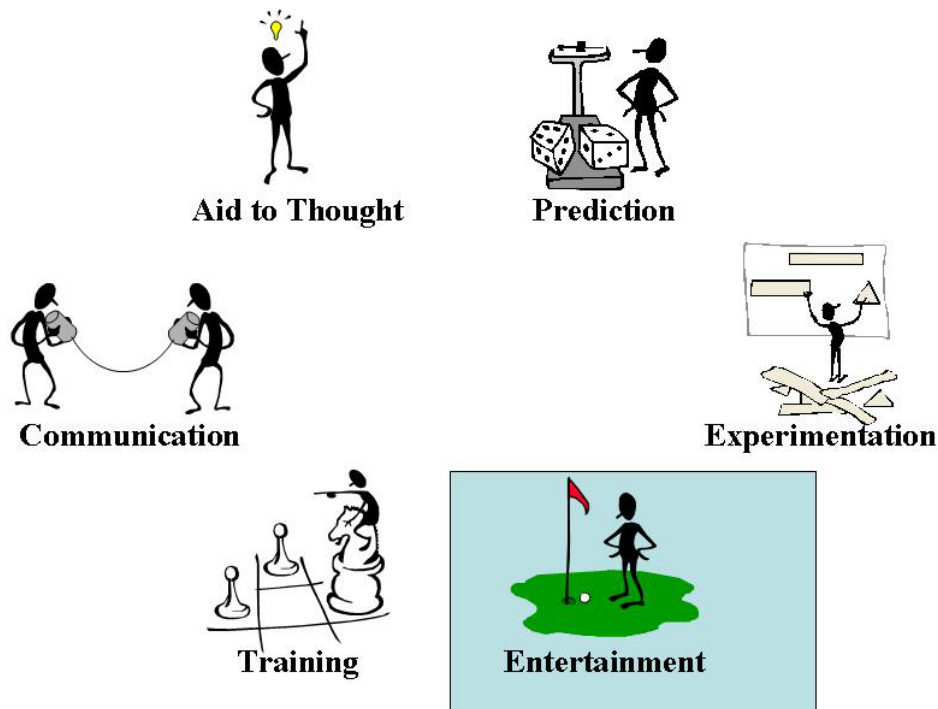 Aid to Thought
Prediction
Communication
Experimentation
Training
Entertainment